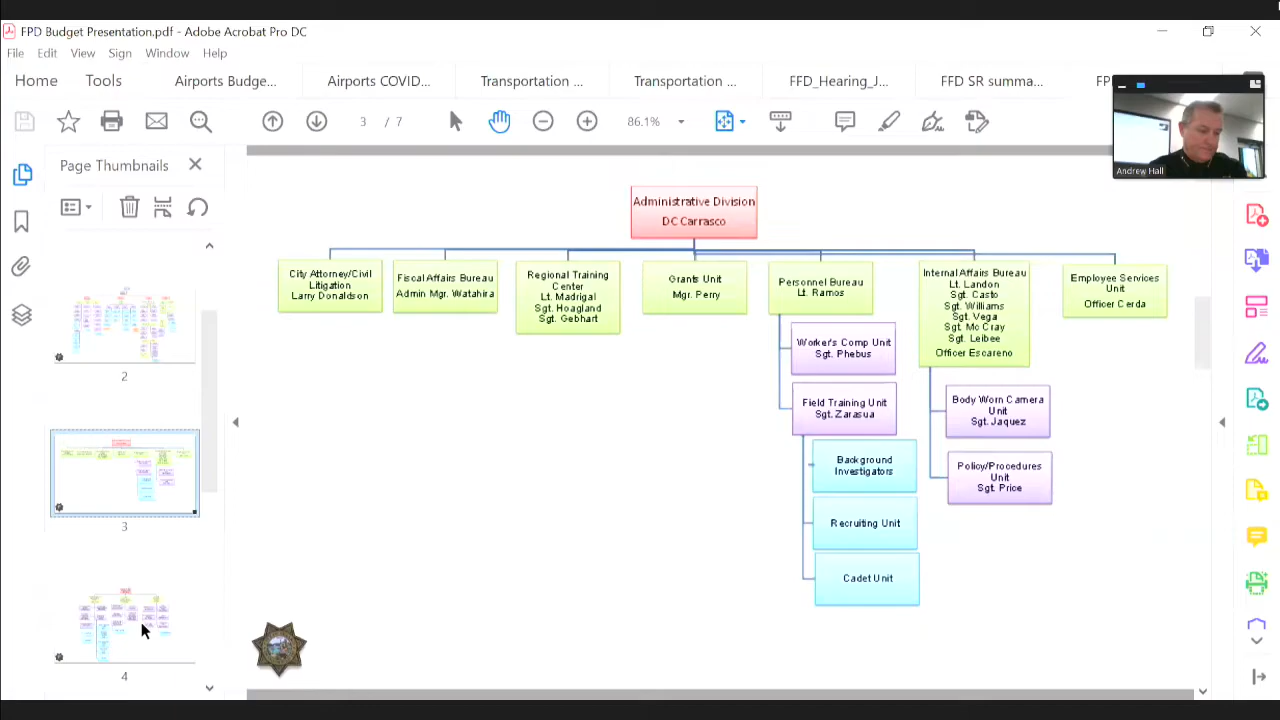 FPD Budget Presentation.pdf - Adobe Acrobat Pro DC
File Edit View Sign Window Help
Home Tools Airports Budge... Airports COVID... Transportation ... Transportation ... FFD_Hearing_J... FFD SR summa...
3 / 7 86.1%
Page Thumbnails
2
3
4
Andrew Hall
Administrative Division
DC Carrasco
City Attorney/Civil
Litigation
Larry Donaldson
Fiscal Affairs Bureau
Admin Mgr. Watahira
Regional Training
Center
Lt. Madrigal
Sgt. Hoagland
Sgt. Gebhart
Grants Unit
Mgr. Perry
Personnel Bureau
Lt. Ramos
Worker's Comp Unit
Sgt. Phebus
Field Training Unit
Sgt. Zarasua
Background
Investigators
Recruiting Unit
Cadet Unit
Internal Affairs Bureau
Lt. Landon
Sgt. Casto
Sgt. Williams
Sgt. Vega
Sgt. Mc Cray
Sgt. Leibee
Officer Escareno
Body Worn Camera
Unit
Sgt. Jaquez
Policy/Procedures
Unit
Sgt. Price
Employee Services
Unit
Officer Cerda